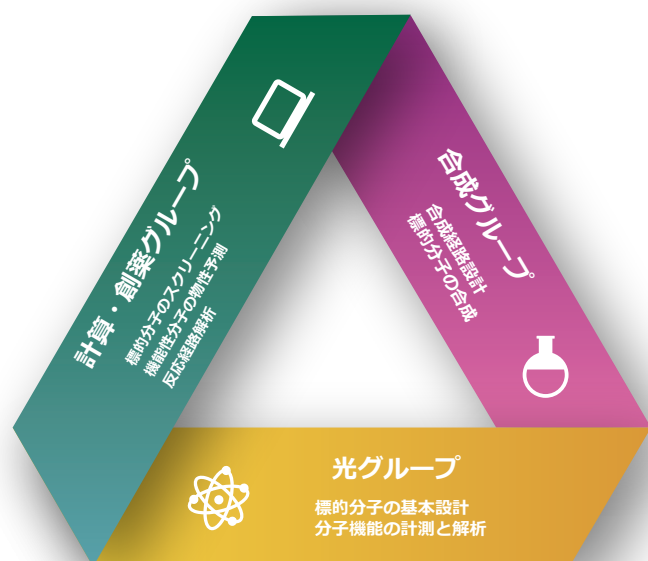 計算・創薬グループ
標的分子のスクリーニング
機能性分子の物性予測
反応経路解析
合成グループ
合成経路設計
標的分子の合成
光グループ
標的分子の基本設計
分子機能の計測と解析